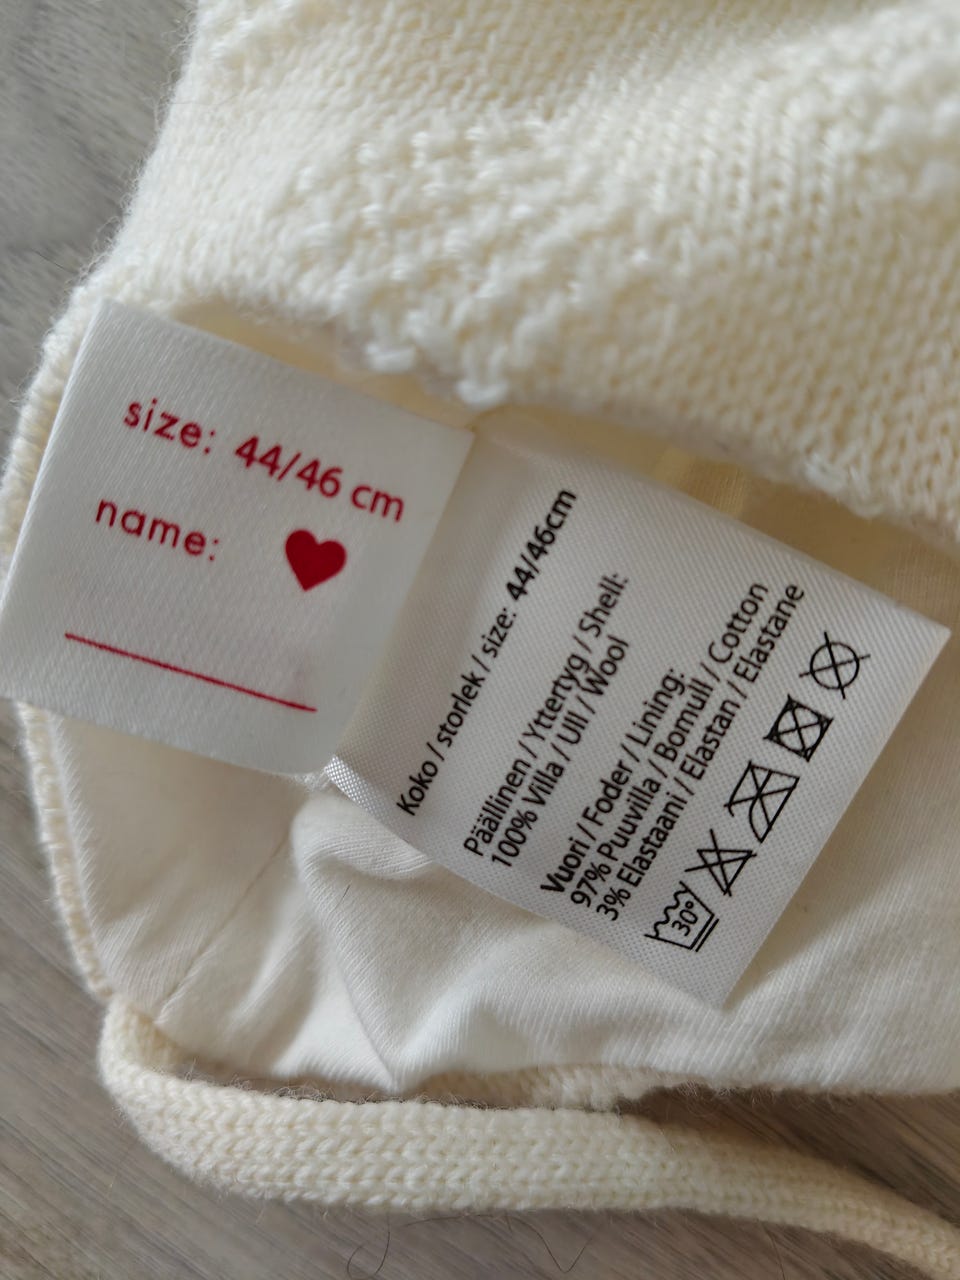 size: 44/46 cm
name:
Koko / storlek / size: 44/46cm
Päällinen / Yttertyg / Shell:
100% Villa / Ull / Wool
Vuori / Foder / Lining:
97% Puuvilla / Bomull / Cotton
3% Elastaani / Elastan / Elastane
30°